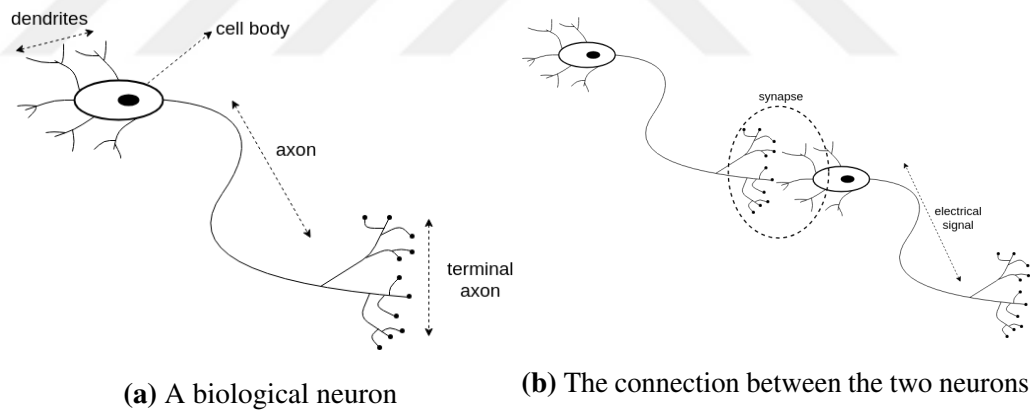 dendrites
cell body
axon
terminal
axon
(a) A biological neuron
synapse
electrical
signal
(b) The connection between the two neurons